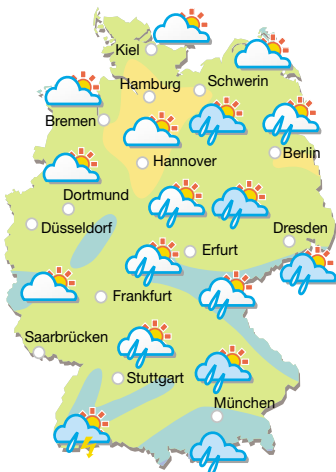 Kiel
Hamburg
Schwerin
Bremen
Hannover
Berlin
Dortmund
Düsseldorf
Erfurt
Dresden
Frankfurt
Saarbrücken
Stuttgart
München